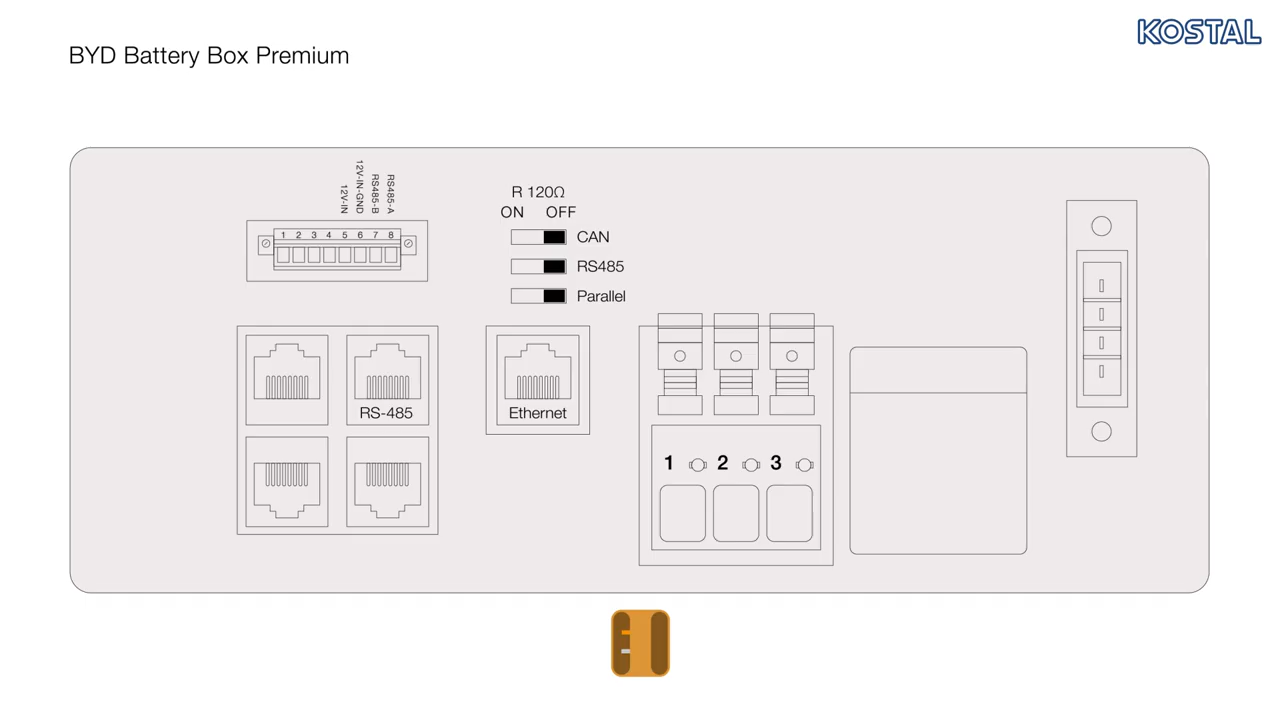 KOSTAL
BYD Battery Box Premium
12V-IN
12V-IN-GND
RS485-B
RS485-A
1 2 3 4 5 6 7 8
R 120Ω
ON OFF
CAN
RS485
Parallel
RS-485
Ethernet
1 2 3